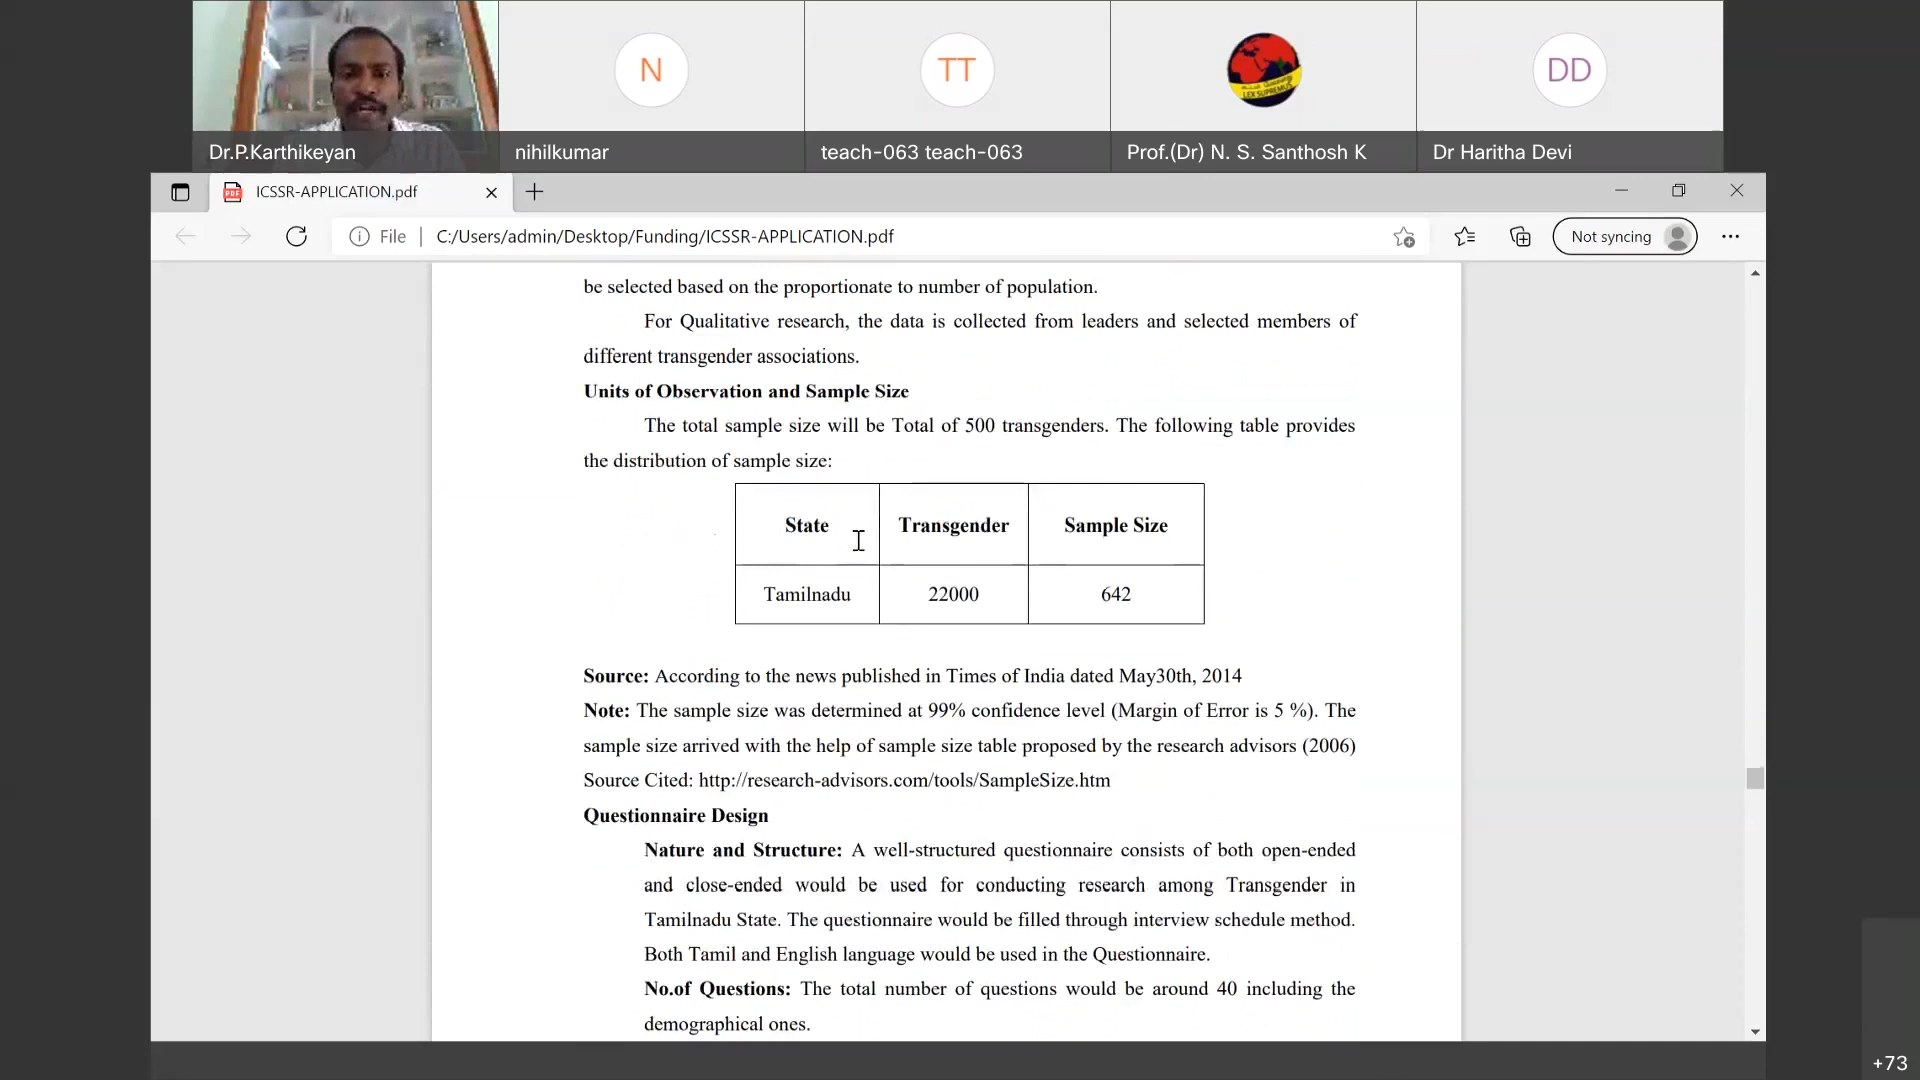 N
TT
LEX SUPREMUS
DD
Dr.P.Karthikeyan
nihilkumar
teach-063 teach-063
Prof.(Dr) N. S. Santhosh K
Dr Haritha Devi
PDF
ICSSR-APPLICATION.pdf
File
C:/Users/admin/Desktop/Funding/ICSSR-APPLICATION.pdf
Not syncing
be selected based on the proportionate to number of population.
For Qualitative research, the data is collected from leaders and selected members of
different transgender associations.
Units of Observation and Sample Size
The total sample size will be Total of 500 transgenders. The following table provides
the distribution of sample size:
State Transgender Sample Size
Tamilnadu 22000 642
Source: According to the news published in Times of India dated May30th, 2014
Note: The sample size was determined at 99% confidence level (Margin of Error is 5 %). The
sample size arrived with the help of sample size table proposed by the research advisors (2006)
Source Cited: http://research-advisors.com/tools/SampleSize.htm
Questionnaire Design
Nature and Structure: A well-structured questionnaire consists of both open-ended
and close-ended would be used for conducting research among Transgender in
Tamilnadu State. The questionnaire would be filled through interview schedule method.
Both Tamil and English language would be used in the Questionnaire.
No.of Questions: The total number of questions would be around 40 including the
demographical ones.
+73